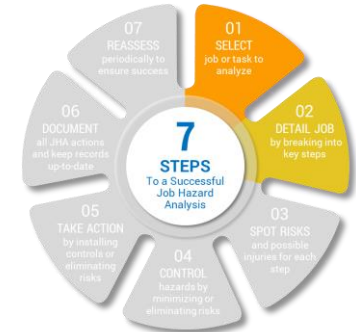 7
STEPS
To a Successful
Job Hazard
Analysis
01
SELECT
job or task to
analyze
02
DETAIL JOB
by breaking into
key steps
03
SPOT RISKS
and possible
injuries for each
step
04
CONTROL
hazards by
minimizing or
eliminating risks
05
TAKE ACTION
by installing
controls or
eliminating
risks
06
DOCUMENT
all JHA actions
and keep records
up-to-date
07
REASSESS
periodically to
ensure success